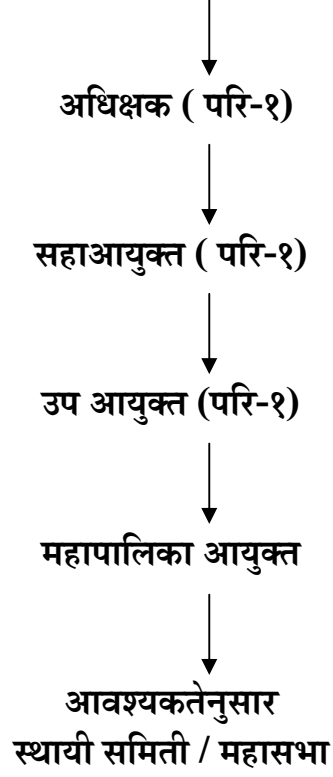 अधिक्षक ( परि-१)
सहाआयुक्त ( परि-१)
उप आयुक्त (परि-१)
महापालिका आयुक्त
आवश्यकतेनुसार
स्थायी समिती / महासभा